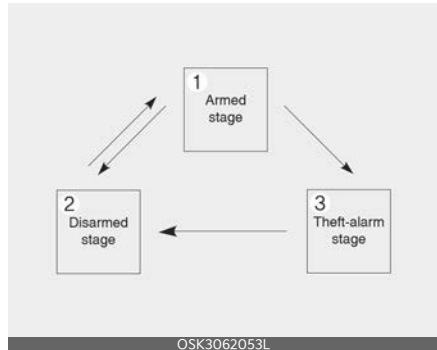 1
Armed
stage
2
Disarmed
stage
3
Theft-alarm
stage
OSK3062053L